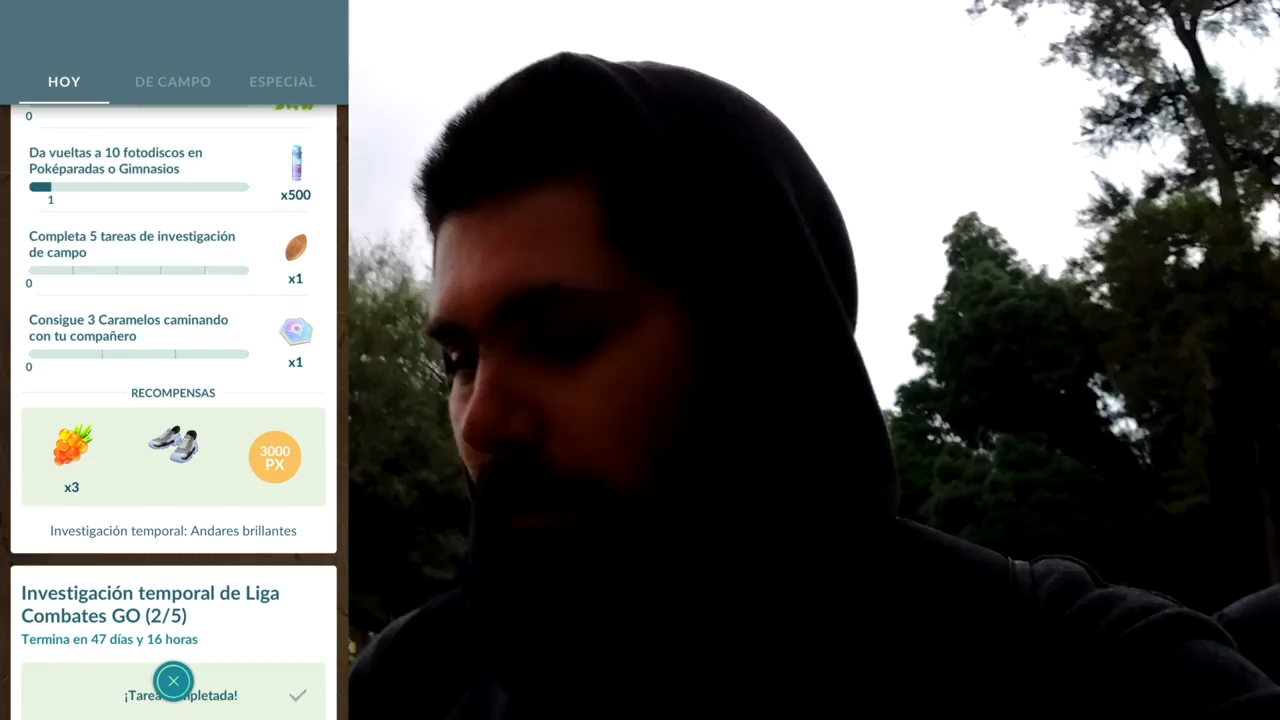 HOY DE CAMPO ESPECIAL
0
Da vueltas a 10 fotodiscos en
Poképaradas o Gimnasios
1
x500
Completa 5 tareas de investigación
de campo
0
x1
Consigue 3 Caramelos caminando
con tu compañero
0
x1
RECOMPENSAS
x3
3000
PX
Investigación temporal: Andares brillantes
Investigación temporal de Liga
Combates GO (2/5)
Termina en 47 días y 16 horas